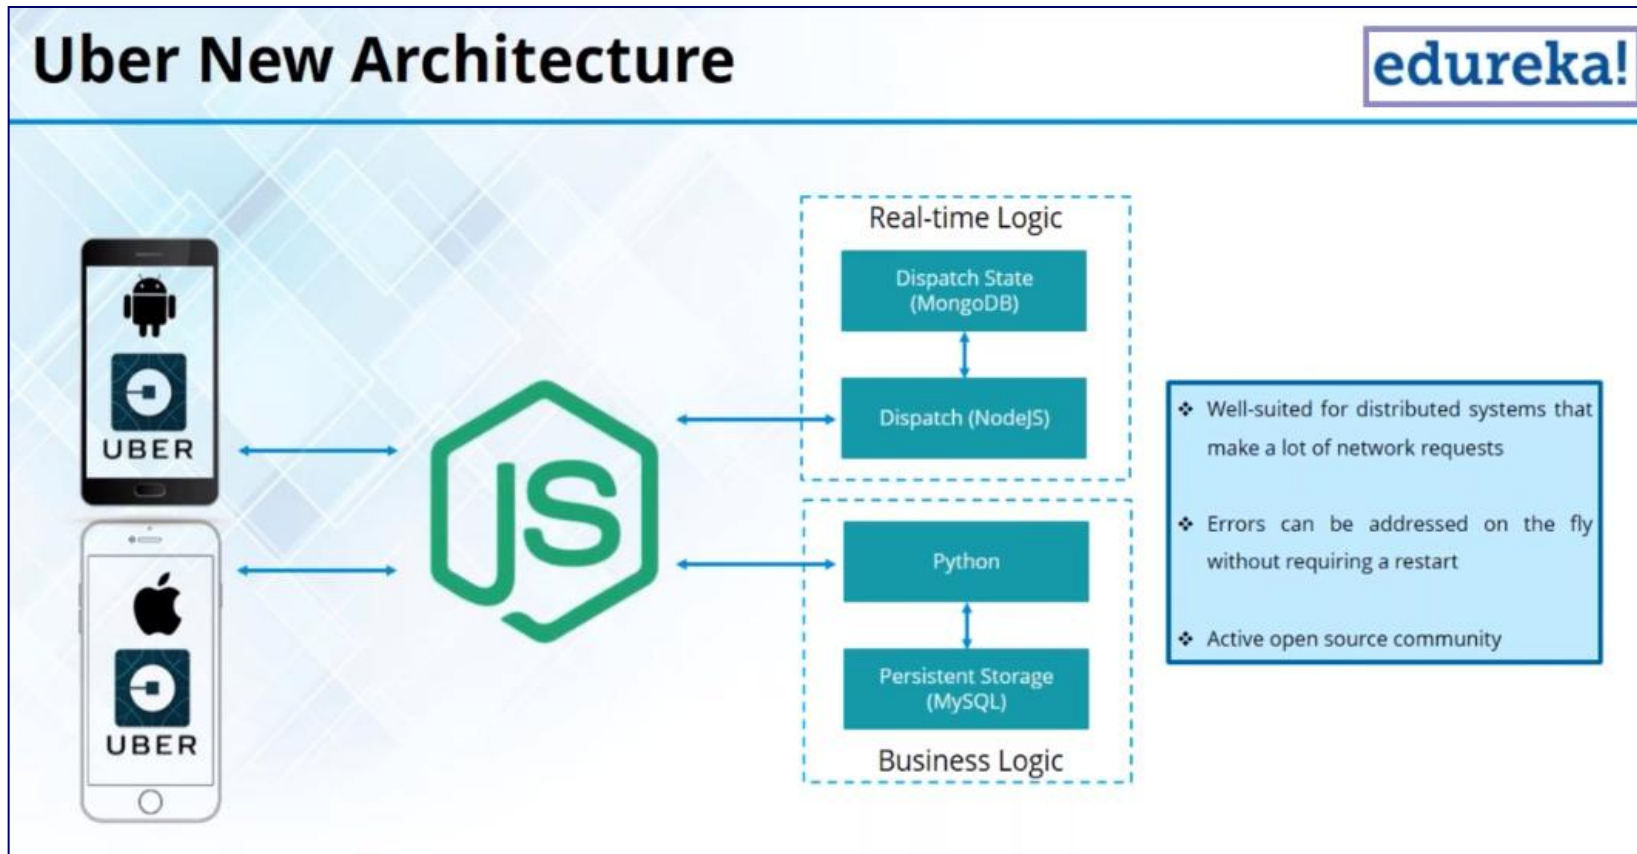 Uber New Architecture
edureka!
UBER
UBER
JS
Real-time Logic
Dispatch State
(MongoDB)
Dispatch (NodeJS)
Python
Persistent Storage
(MySQL)
Business Logic
❖ Well-suited for distributed systems that
make a lot of network requests
❖ Errors can be addressed on the fly
without requiring a restart
❖ Active open source community